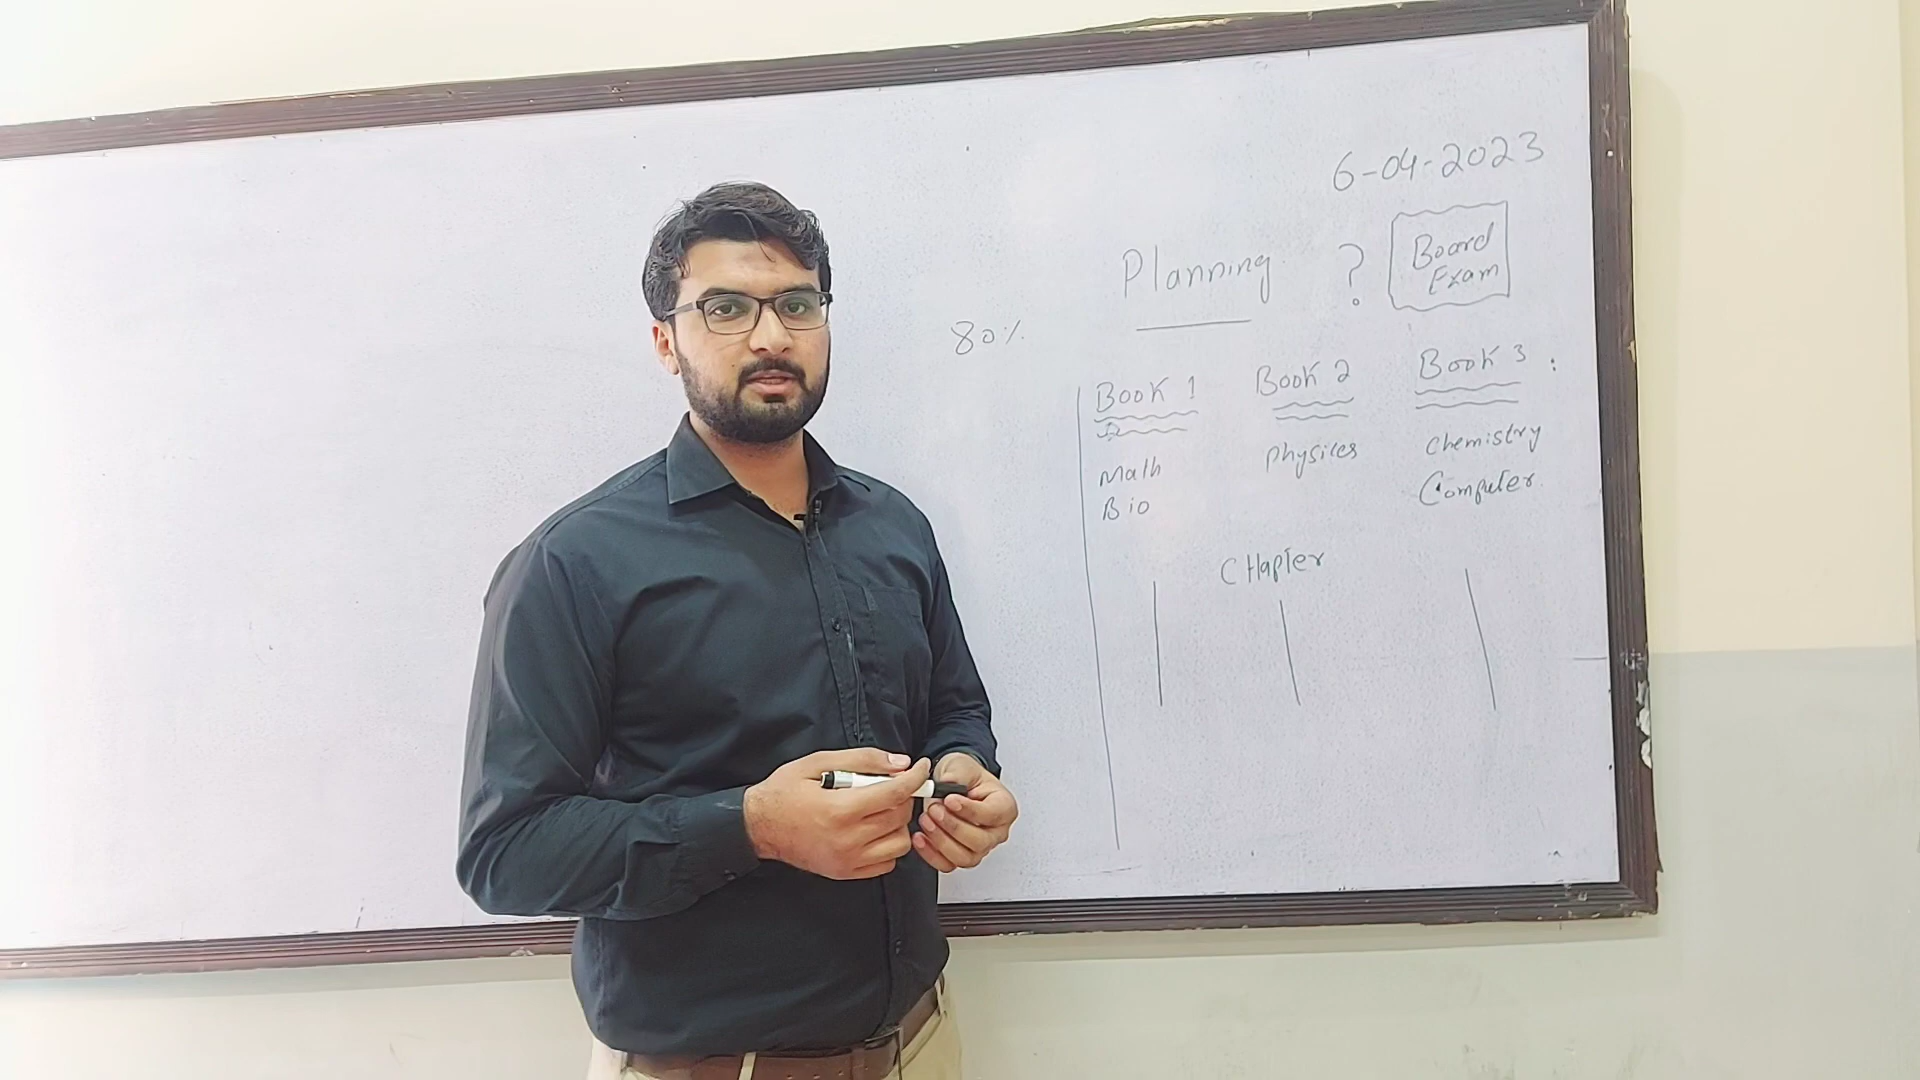 6-04-2023
Planning ? Board
Exam
80%
Book 1 Book 2 Book 3 :
Math Physics Chemistry
Bio Computer
CHapter